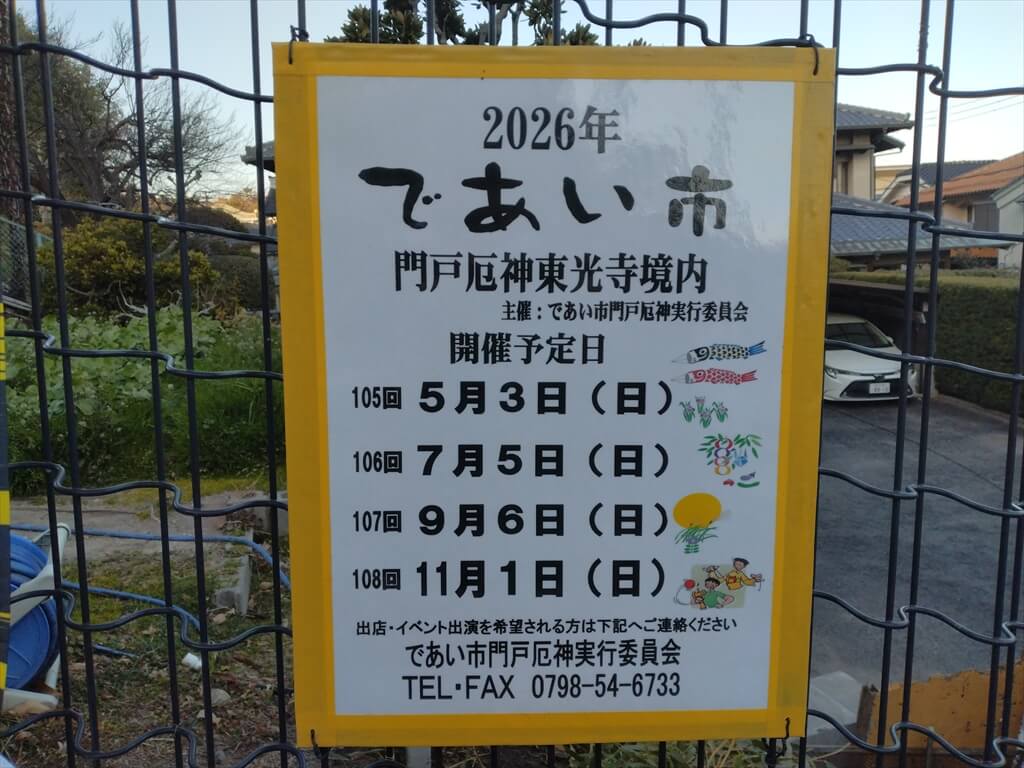 2026年
であい市
門戸厄神東光寺境内
主催：であい市門戸厄神実行委員会
開催予定日
105回 5月3日（日）
106回 7月5日（日）
107回 9月6日（日）
108回 11月1日（日）
出店・イベント出演を希望される方は下記へご連絡ください
であい市門戸厄神実行委員会
TEL・FAX 0798-54-6733